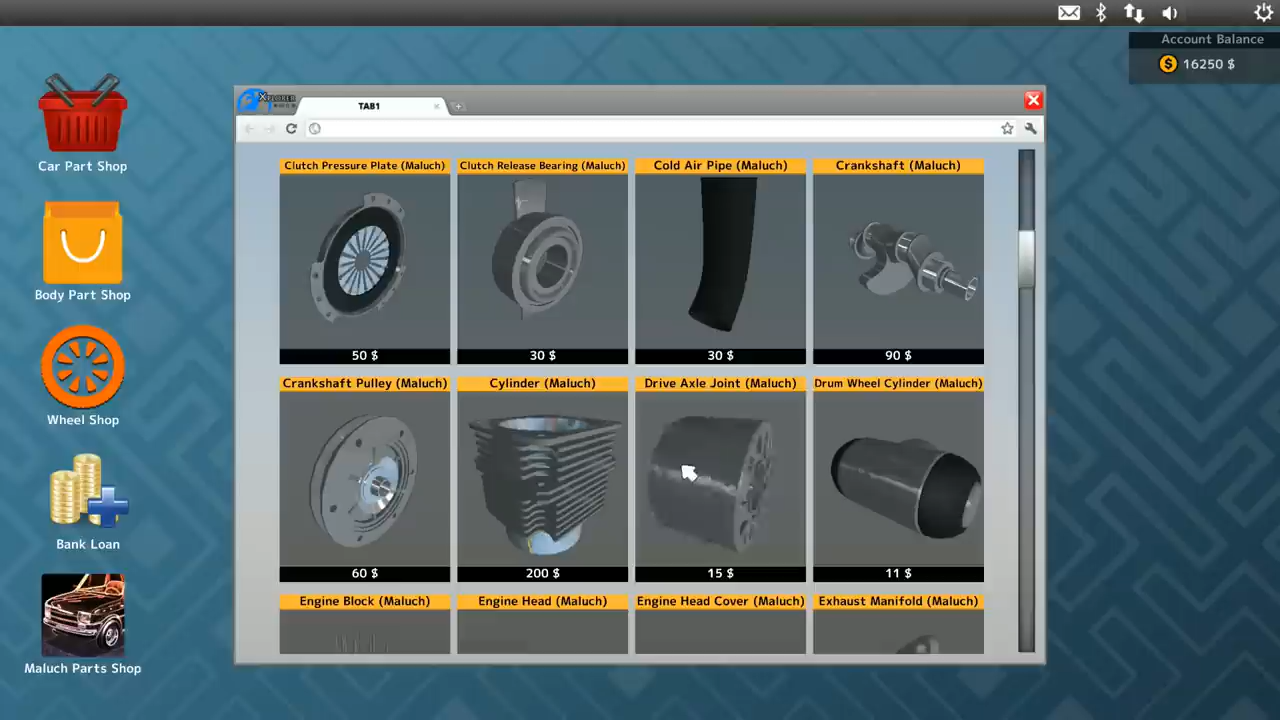 Account Balance
16250 $
XPLORER
TAB1
Car Part Shop
Body Part Shop
Wheel Shop
Bank Loan
Maluch Parts Shop
Clutch Pressure Plate (Maluch)
Clutch Release Bearing (Maluch)
Cold Air Pipe (Maluch)
Crankshaft (Maluch)
50 $
30 $
30 $
90 $
Crankshaft Pulley (Maluch)
Cylinder (Maluch)
Drive Axle Joint (Maluch)
Drum Wheel Cylinder (Maluch)
60 $
200 $
15 $
11 $
Engine Block (Maluch)
Engine Head (Maluch)
Engine Head Cover (Maluch)
Exhaust Manifold (Maluch)